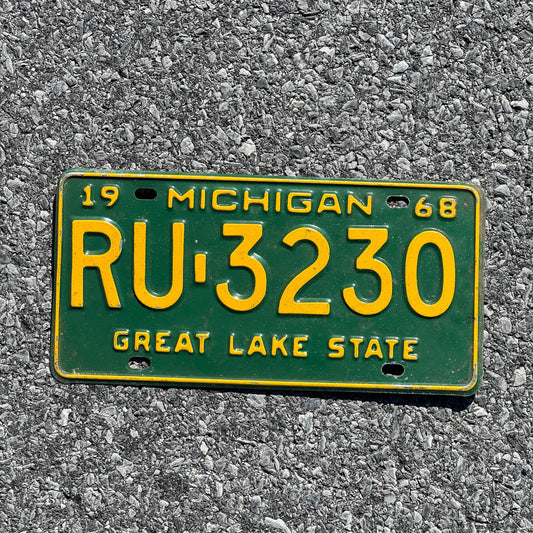 19 MICHIGAN 68
RU-3230
GREAT LAKE STATE